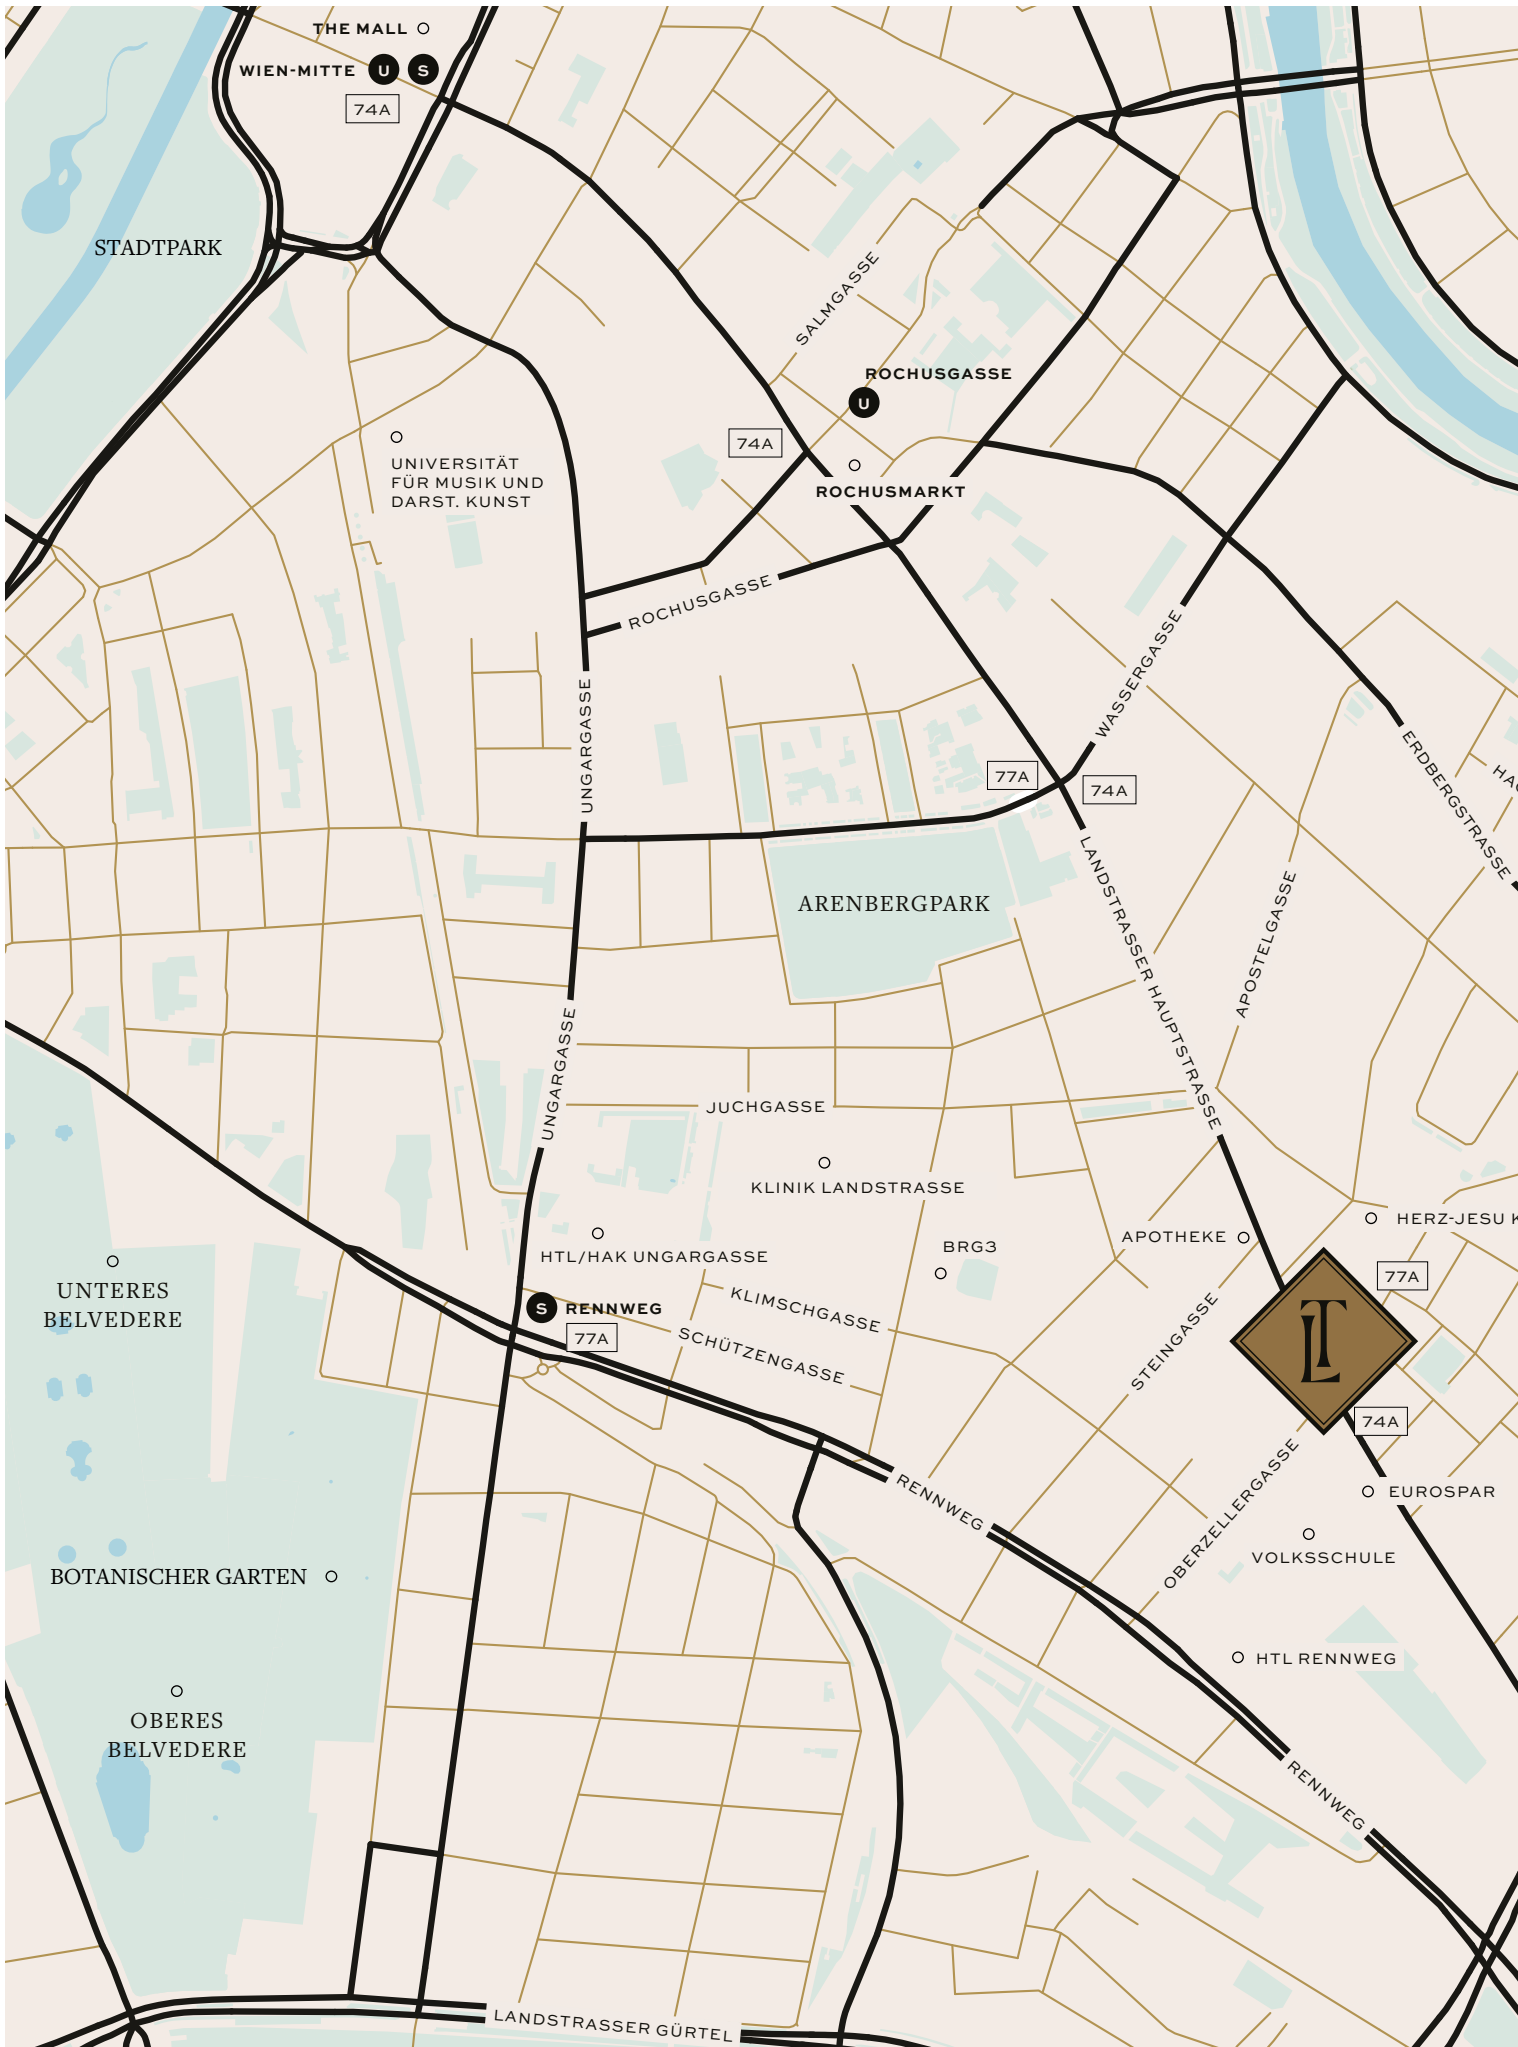 THE MALL
WIEN-MITTE U S
74A
STADTPARK
SALMGASSE
ROCHUSGASSE
U
74A
ROCHUSMARKT
UNIVERSITÄT
FÜR MUSIK UND
DARST. KUNST
ROCHUSGASSE
WASSERGASSE
UNGARGASSE
77A
74A
ERDBERGSTRASSE
HAG
ARENBERGPARK
LANDSTRASSER HAUPTSTRASSE
APOSTELGASSE
UNGARGASSE
JUCHGASSE
KLINIK LANDSTRASSE
HERZ-JESU K
APOTHEKE
BRG3
HTL/HAK UNGARGASSE
77A
UNTERES
BELVEDERE
S RENNWEG
77A
KLIMSCHGASSE
SCHÜTZENGASSE
STEINGASSE
LT
74A
RENNWEG
EUROSPAR
OBERZELLERGASSE
VOLKSSCHULE
BOTANISCHER GARTEN
HTL RENNWEG
OBERES
BELVEDERE
RENNWEG
LANDSTRASSER GÜRTEL